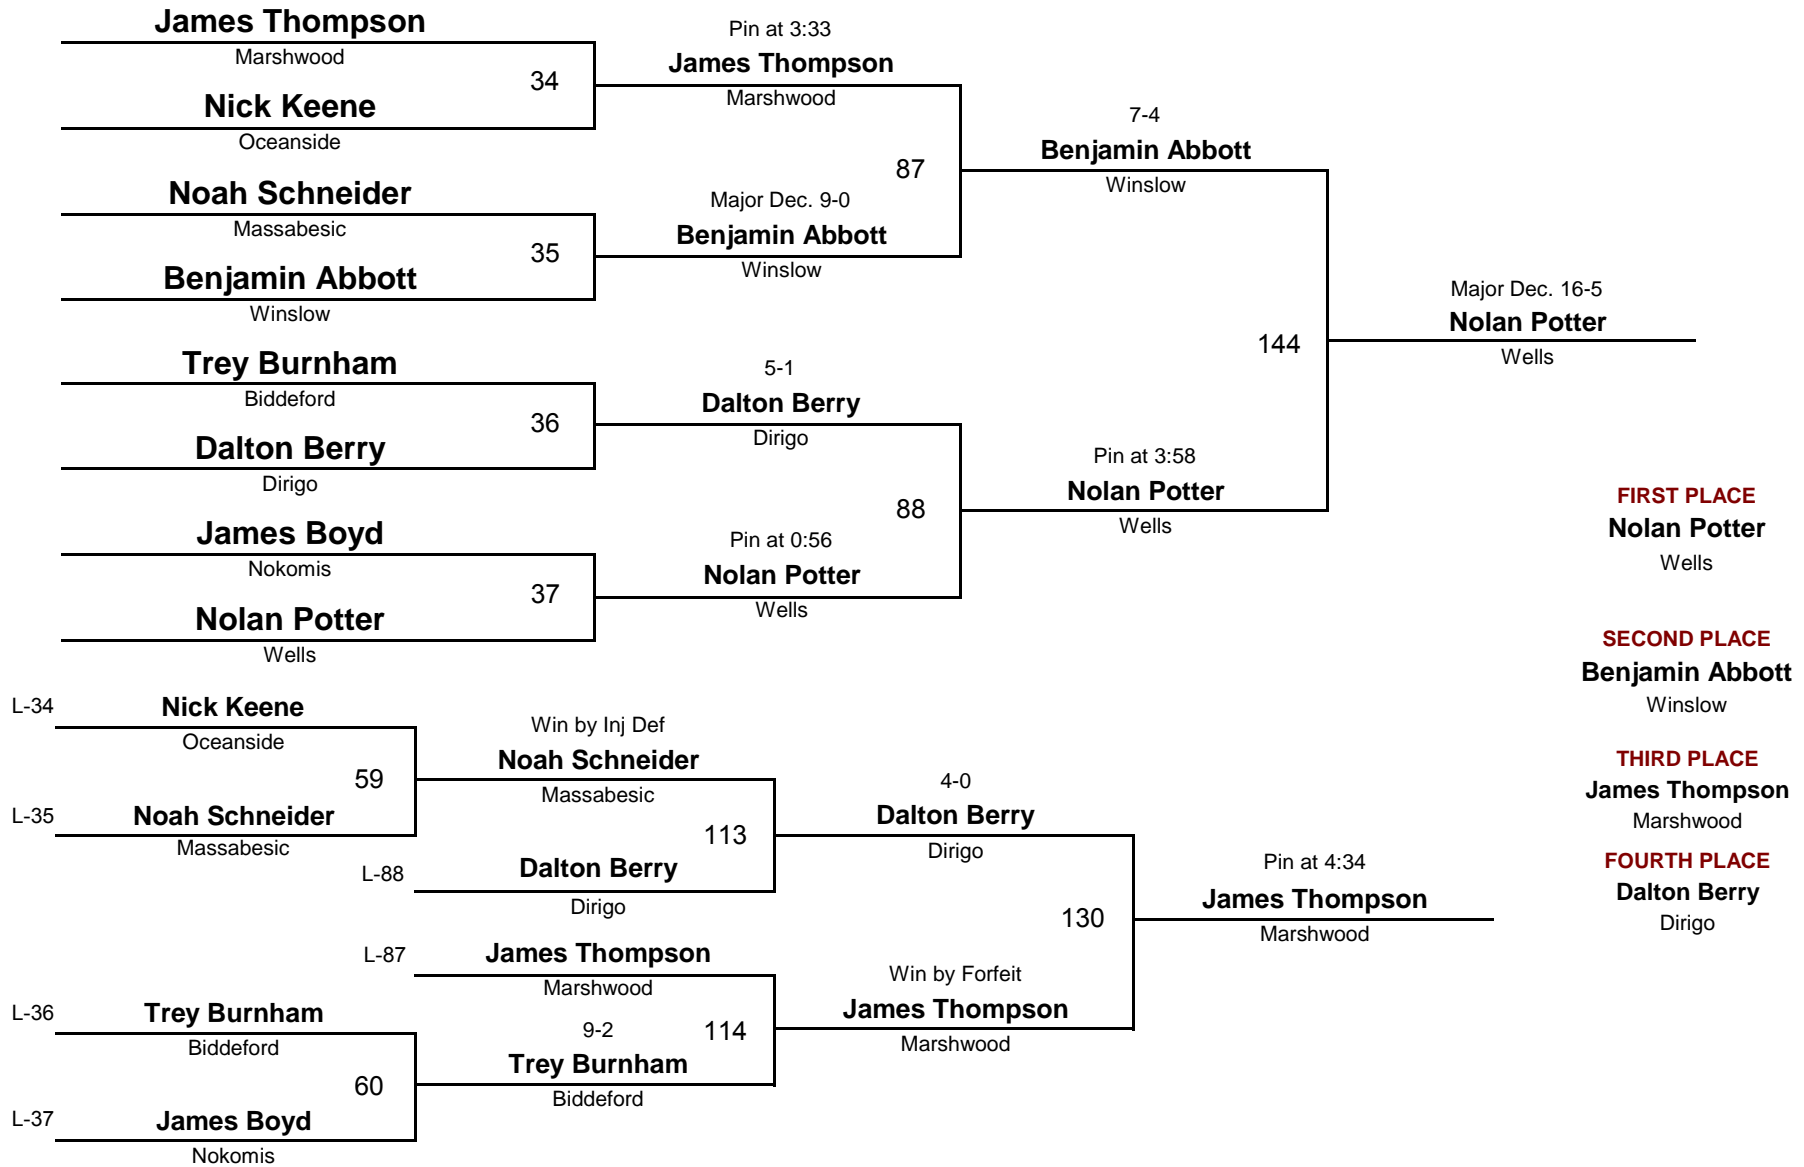 James Thompson
Marshwood
34
Nick Keene
Oceanside
Noah Schneider
Massabesic
35
Benjamin Abbott
Winslow
Trey Burnham
Biddeford
36
Dalton Berry
Dirigo
James Boyd
Nokomis
37
Nolan Potter
Wells
Pin at 3:33
James Thompson
Marshwood
87
Major Dec. 9-0
Benjamin Abbott
Winslow
5-1
Dalton Berry
Dirigo
88
Pin at 0:56
Nolan Potter
Wells
7-4
Benjamin Abbott
Winslow
144
Pin at 3:58
Nolan Potter
Wells
Major Dec. 16-5
Nolan Potter
Wells
L-34
Nick Keene
Oceanside
59
L-35
Noah Schneider
Massabesic
L-36
Trey Burnham
Biddeford
60
L-37
James Boyd
Nokomis
Win by Inj Def
Noah Schneider
Massabesic
113
L-88
Dalton Berry
Dirigo
L-87
James Thompson
Marshwood
114
9-2
Trey Burnham
Biddeford
4-0
Dalton Berry
Dirigo
130
Win by Forfeit
James Thompson
Marshwood
Pin at 4:34
James Thompson
Marshwood
FIRST PLACE
Nolan Potter
Wells
SECOND PLACE
Benjamin Abbott
Winslow
THIRD PLACE
James Thompson
Marshwood
FOURTH PLACE
Dalton Berry
Dirigo